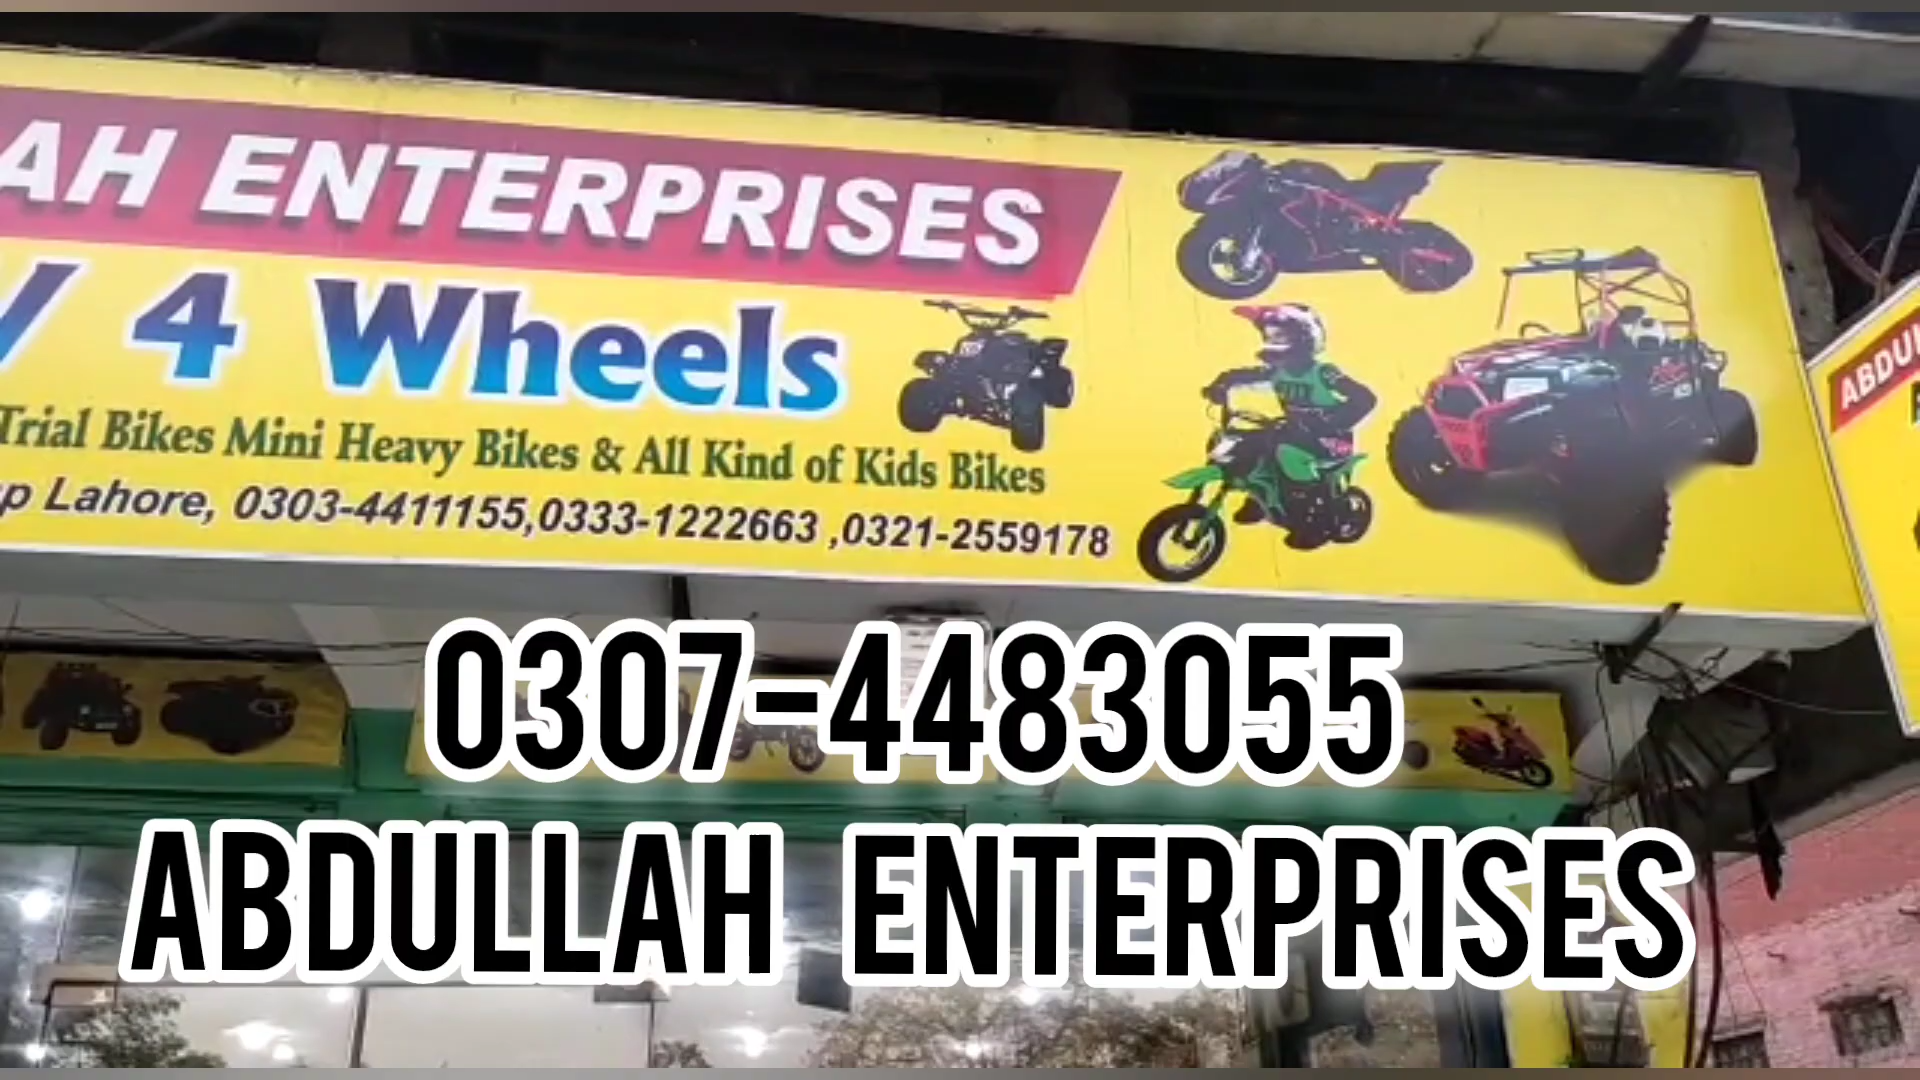 AH ENTERPRISES
4 Wheels
Trial Bikes Mini Heavy Bikes & All Kind of Kids Bikes
p Lahore, 0303-4411155,0333-1222663 ,0321-2559178
ABDU
0307-4483055
ABDULLAH ENTERPRISES